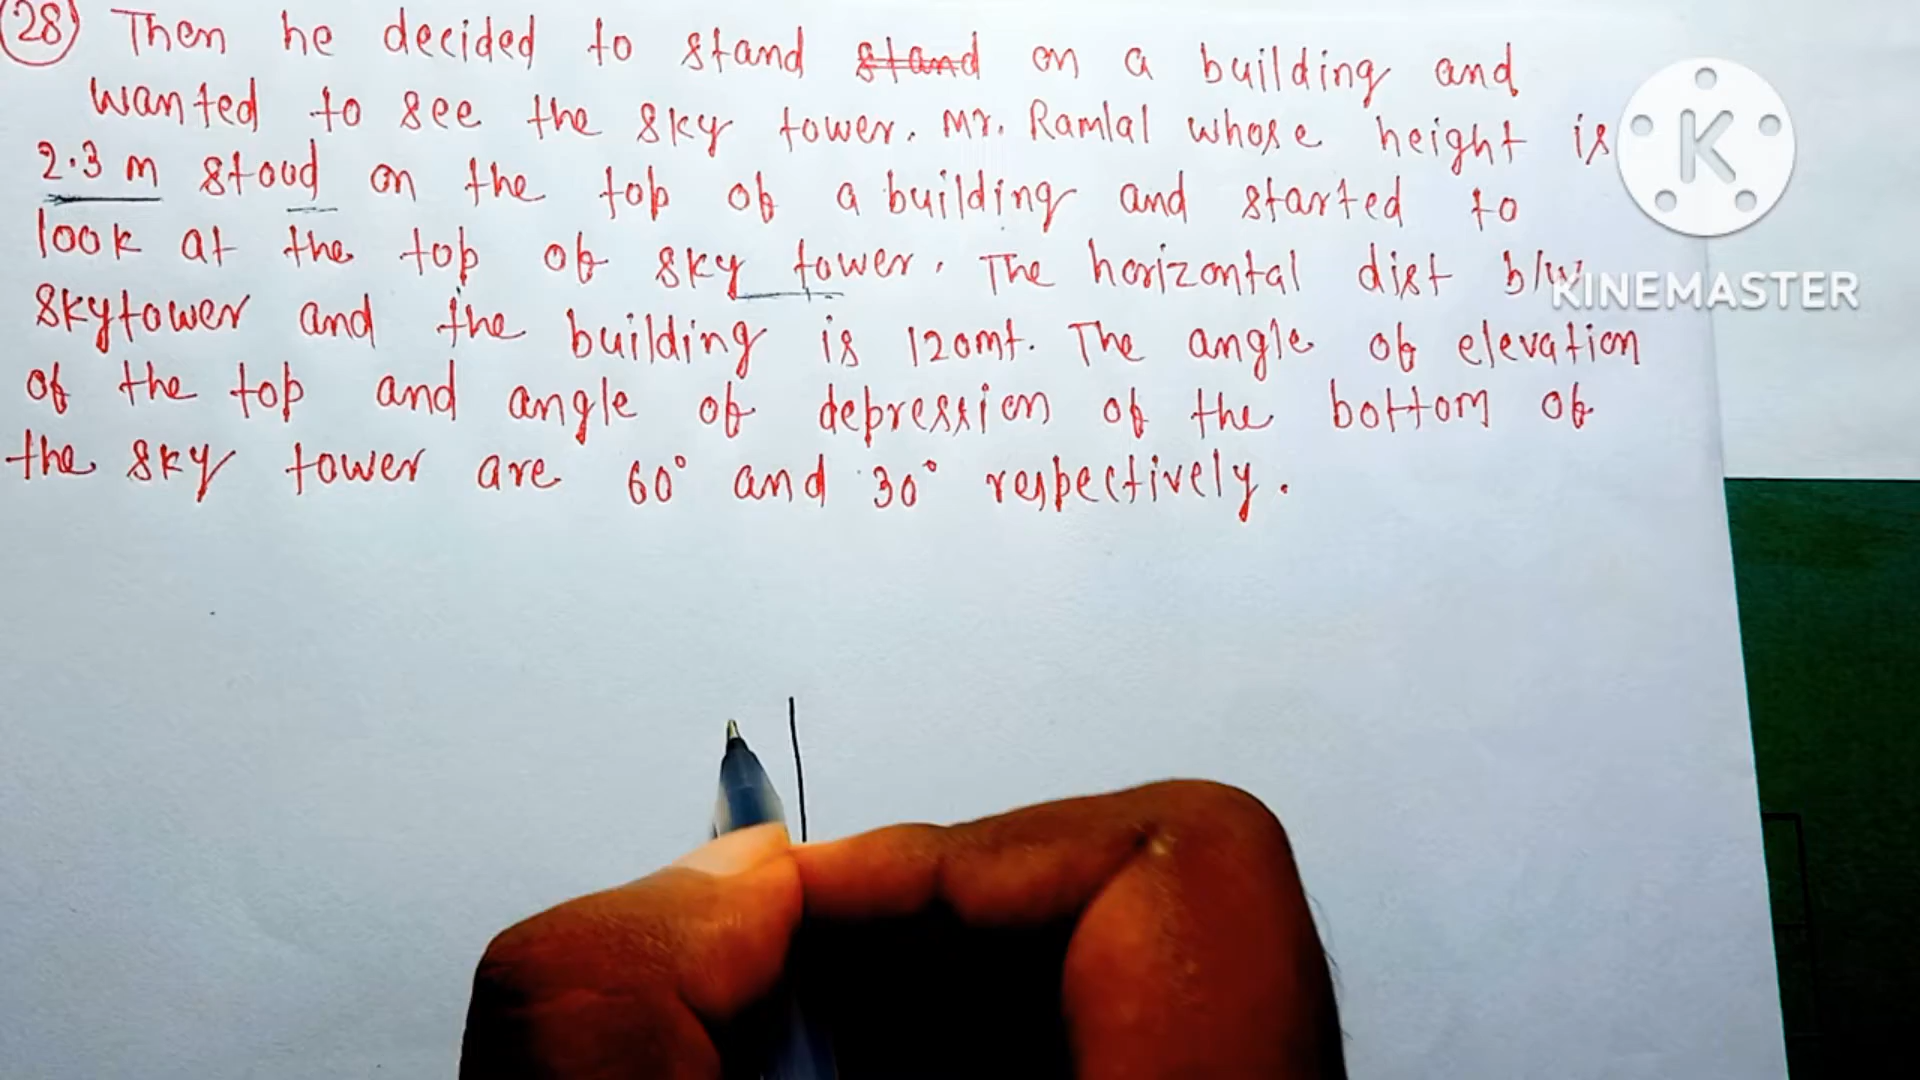 28 Then he decided to stand stand on a building and
wanted to see the sky tower. Mr. Ramlal whose height is
2.3 m stood on the top of a building and started to
look at the top of sky tower. The horizontal dist b/w
skytower and the building is 120mt. The angle of elevation
of the top and angle of depression of the bottom of
the sky tower are 60° and 30° respectively.
K
KINEMASTER